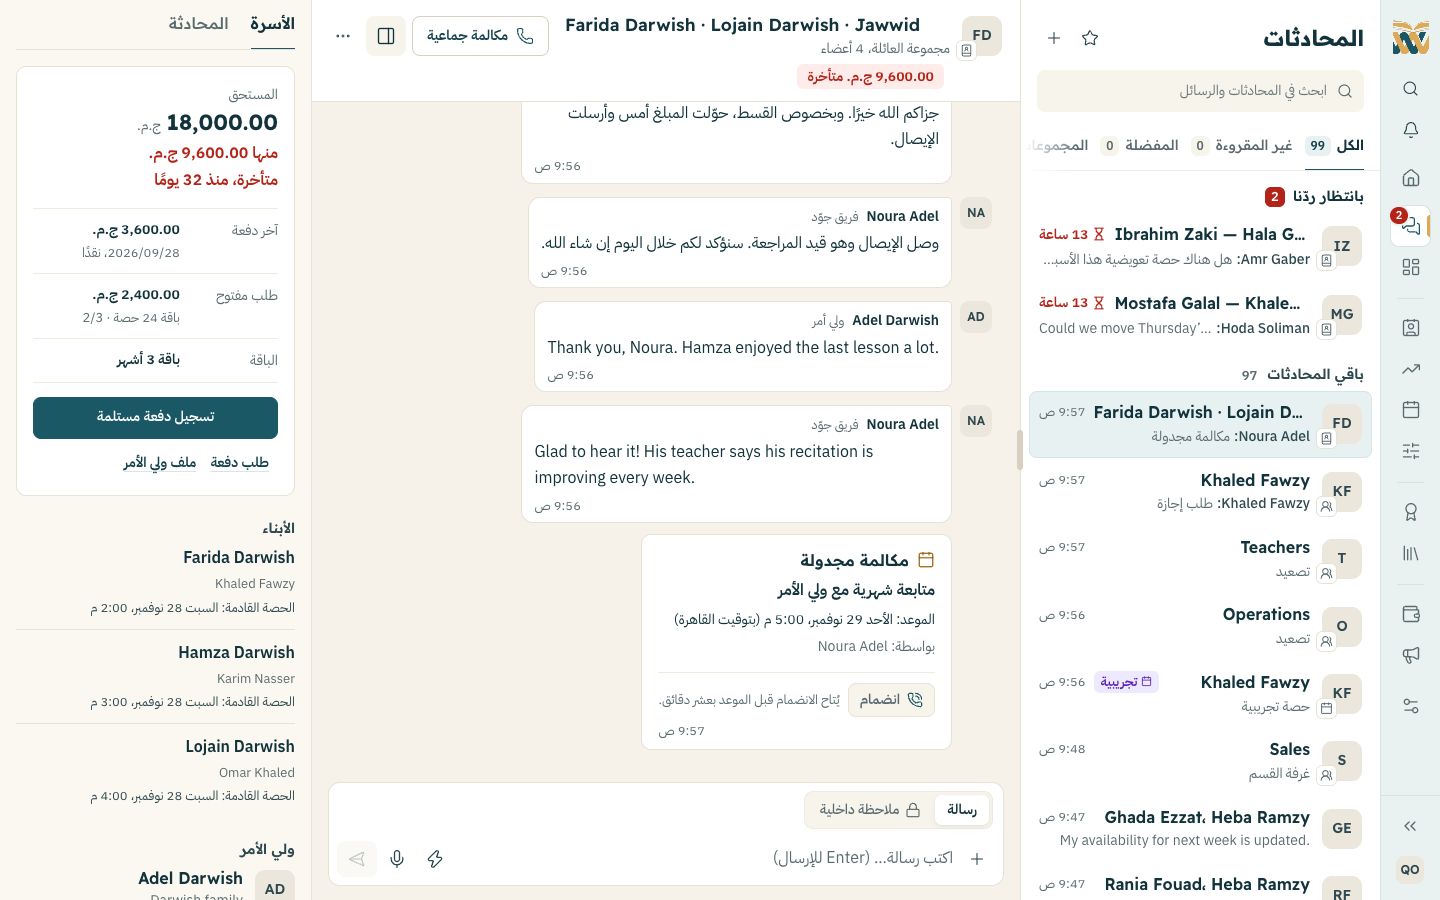 المحادثات
ابحث في المحادثات والرسائل
الكل 99
غير المقروءة 0
المفضلة 0
المجموعات
بانتظار ردّنا 2
IZ
Ibrahim Zaki — Hala G...
13 ساعة
Amr Gaber: هل هناك حصة تعويضية هذا الأسبـ...
MG
Mostafa Galal — Khale...
13 ساعة
Hoda Soliman: Could we move Thursday’...
باقي المحادثات 97
FD
Farida Darwish · Lojain D...
9:57 ص
Noura Adel: مكالمة مجدولة
KF
Khaled Fawzy
9:57 ص
Khaled Fawzy: طلب إجازة
T
Teachers
9:57 ص
تصعيد
O
Operations
9:56 ص
تصعيد
KF
Khaled Fawzy
تجريبية
9:56 ص
حصة تجريبية
S
Sales
9:48 ص
غرفة القسم
GE
Ghada Ezzat، Heba Ramzy
9:47 ص
My availability for next week is updated.
RF
Rania Fouad، Heba Ramzy
9:47 ص
2
QO
FD
Farida Darwish · Lojain Darwish · Jawwid
مجموعة العائلة، 4 أعضاء
9,600.00 ج.م. متأخرة
مكالمة جماعية
جزاكم الله خيرًا. وبخصوص القسط، حوّلت المبلغ أمس وأرسلت
الإيصال.
9:56 ص
NA
Noura Adel فريق جوّد
وصل الإيصال وهو قيد المراجعة. سنؤكد لكم خلال اليوم إن شاء الله.
9:56 ص
AD
Adel Darwish ولي أمر
Thank you, Noura. Hamza enjoyed the last lesson a lot.
9:56 ص
NA
Noura Adel فريق جوّد
Glad to hear it! His teacher says his recitation is
improving every week.
9:56 ص
مكالمة مجدولة
متابعة شهرية مع ولي الأمر
الموعد: الأحد 29 نوفمبر، 5:00 م (بتوقيت القاهرة)
بواسطة: Noura Adel
انضمام
يُتاح الانضمام قبل الموعد بعشر دقائق.
9:57 ص
رسالة
ملاحظة داخلية
اكتب رسالة... (Enter للإرسال)
الأسرة
المحادثة
المستحق
18,000.00 ج.م.
منها 9,600.00 ج.م.
متأخرة، منذ 32 يومًا
آخر دفعة
3,600.00 ج.م.
2026/09/28، نقدًا
طلب مفتوح
2,400.00 ج.م.
باقة 24 حصة · 2/3
الباقة
باقة 3 أشهر
تسجيل دفعة مستلمة
طلب دفعة
ملف ولي الأمر
الأبناء
Farida Darwish
Khaled Fawzy
الحصة القادمة: السبت 28 نوفمبر، 2:00 م
Hamza Darwish
Karim Nasser
الحصة القادمة: السبت 28 نوفمبر، 3:00 م
Lojain Darwish
Omar Khaled
الحصة القادمة: السبت 28 نوفمبر، 4:00 م
ولي الأمر
AD
Adel Darwish
Darwish family